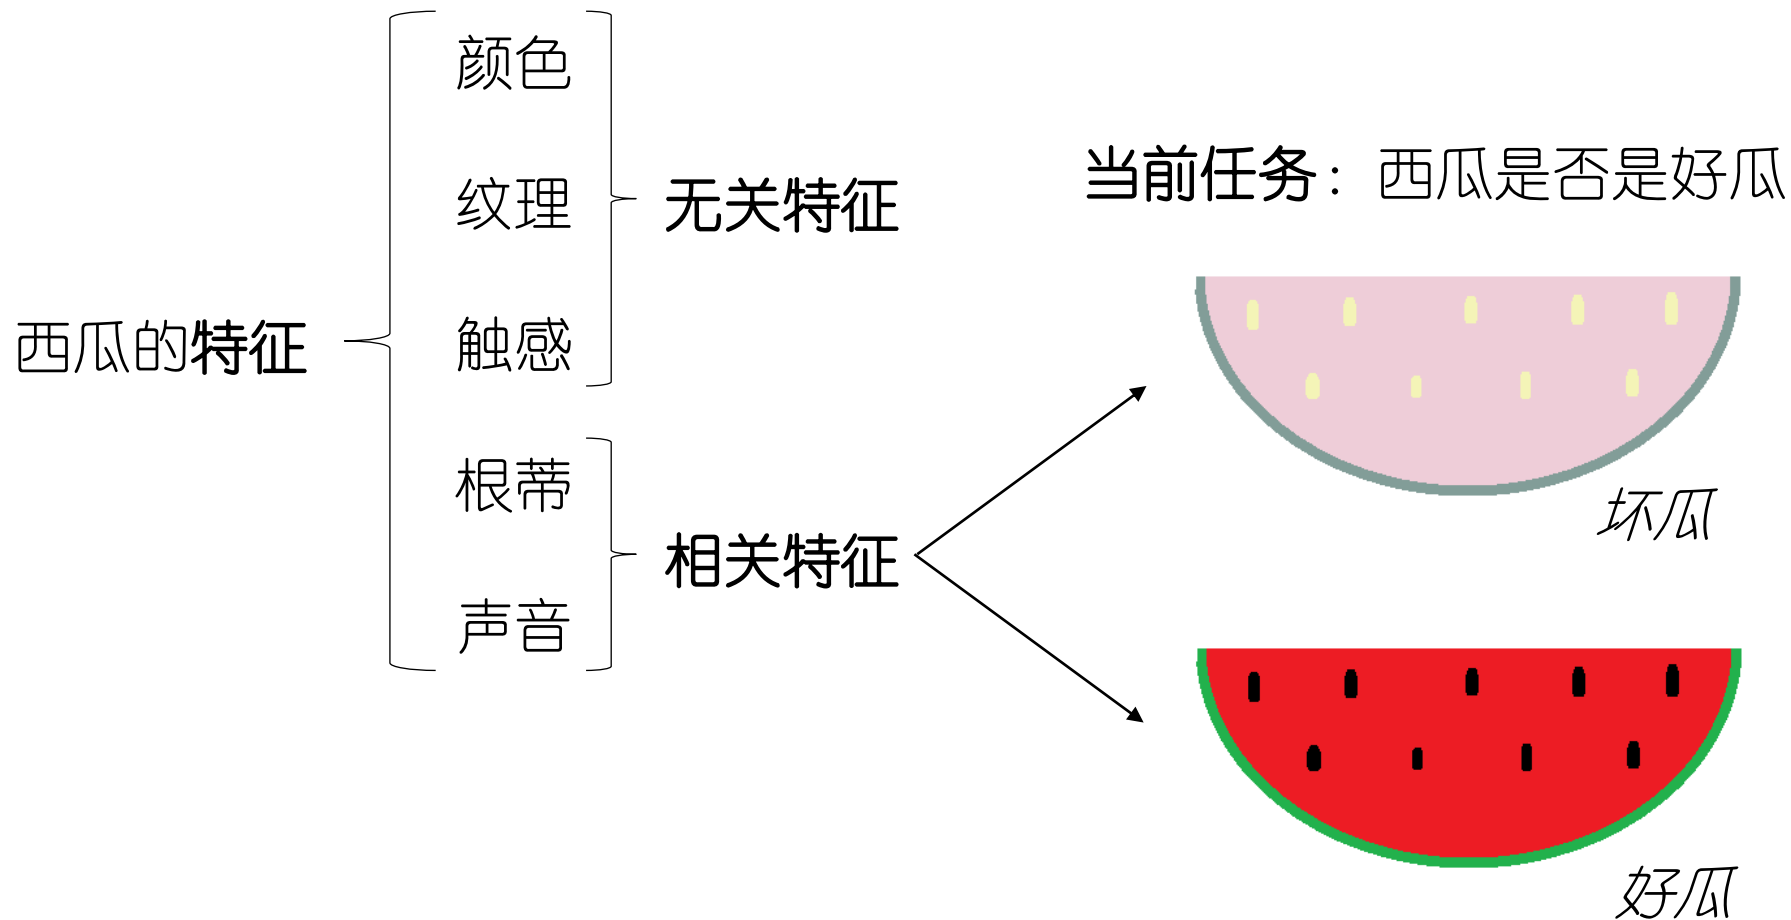 西瓜的特征
颜色
纹理
触感
根蒂
声音
无关特征
相关特征
当前任务：西瓜是否是好瓜
坏瓜
好瓜